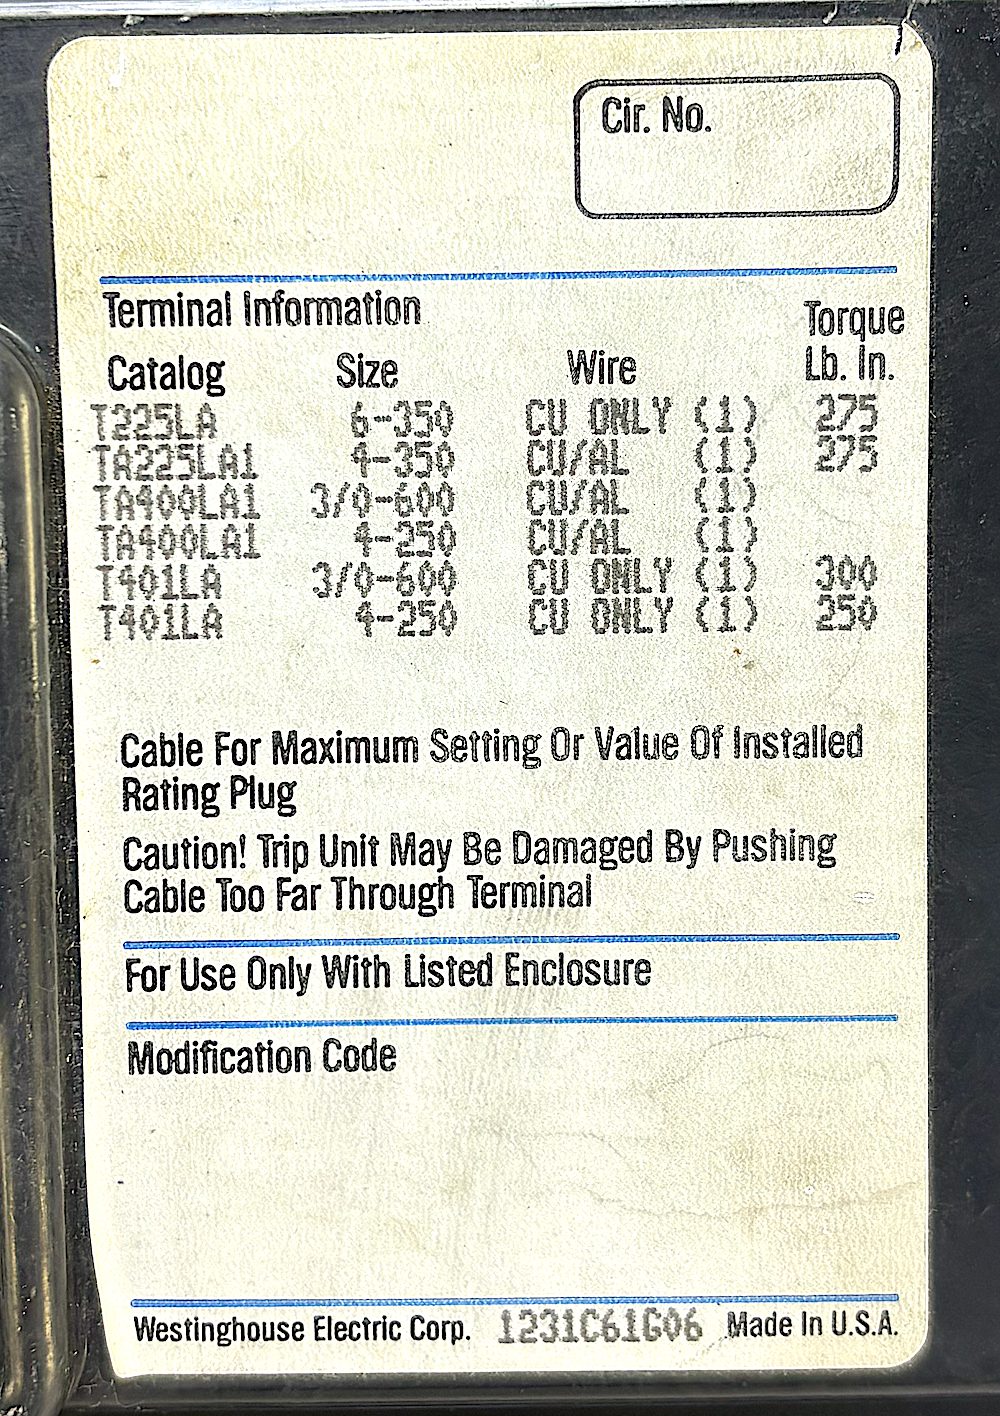 Cir. No.
Terminal Information
Catalog Size Wire Torque Lb. In.
T225LA 6-350 CU ONLY (1) 275
TA225LA1 4-350 CU/AL (1) 275
TA400LA1 3/0-600 CU/AL (1)
TA400LA1 4-250 CU/AL (1)
T401LA 3/0-600 CU ONLY (1) 300
T401LA 4-250 CU ONLY (1) 250
Cable For Maximum Setting Or Value Of Installed
Rating Plug
Caution! Trip Unit May Be Damaged By Pushing
Cable Too Far Through Terminal
For Use Only With Listed Enclosure
Modification Code
Westinghouse Electric Corp. 1231C61G06 Made In U.S.A.